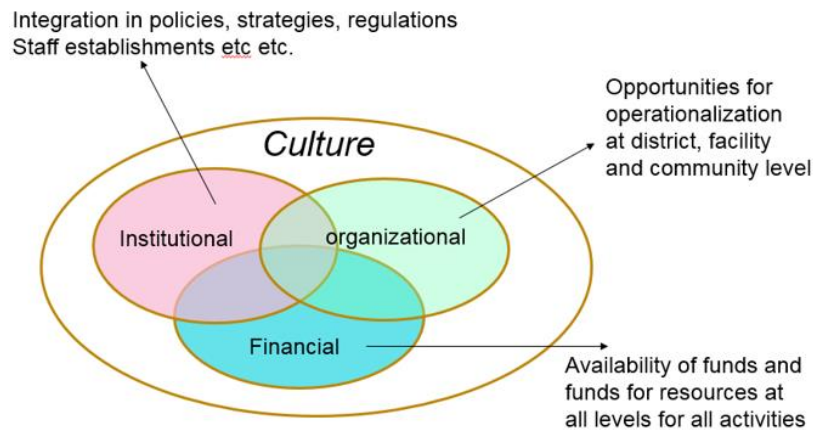 Integration in policies, strategies, regulations
Staff establishments etc etc.
Opportunities for
operationalization
at district, facility
and community level
Culture
Institutional
organizational
Financial
Availability of funds and
funds for resources at
all levels for all activities